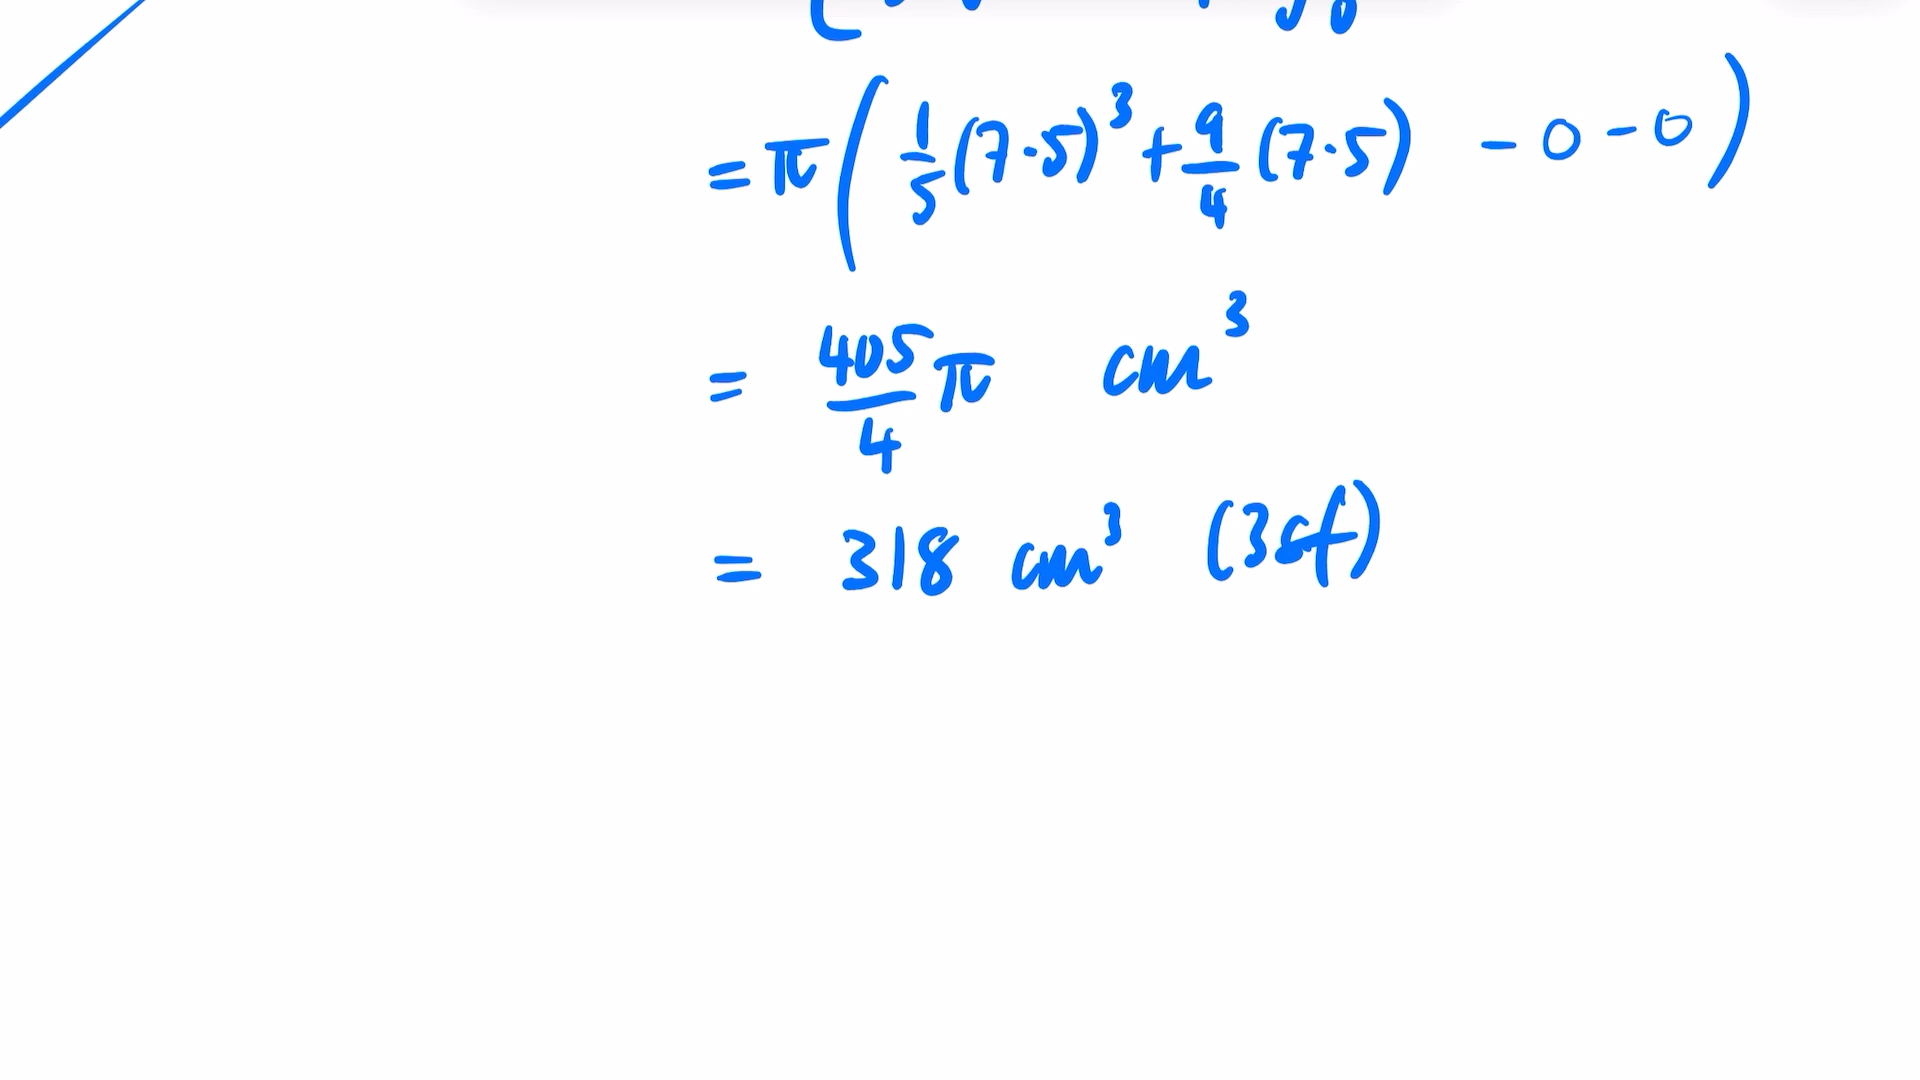 = π( 1/5 (7·5)³ + 9/4 (7·5) - 0 - 0 )
= 405/4 π cm³
= 318 cm³ (3sf)